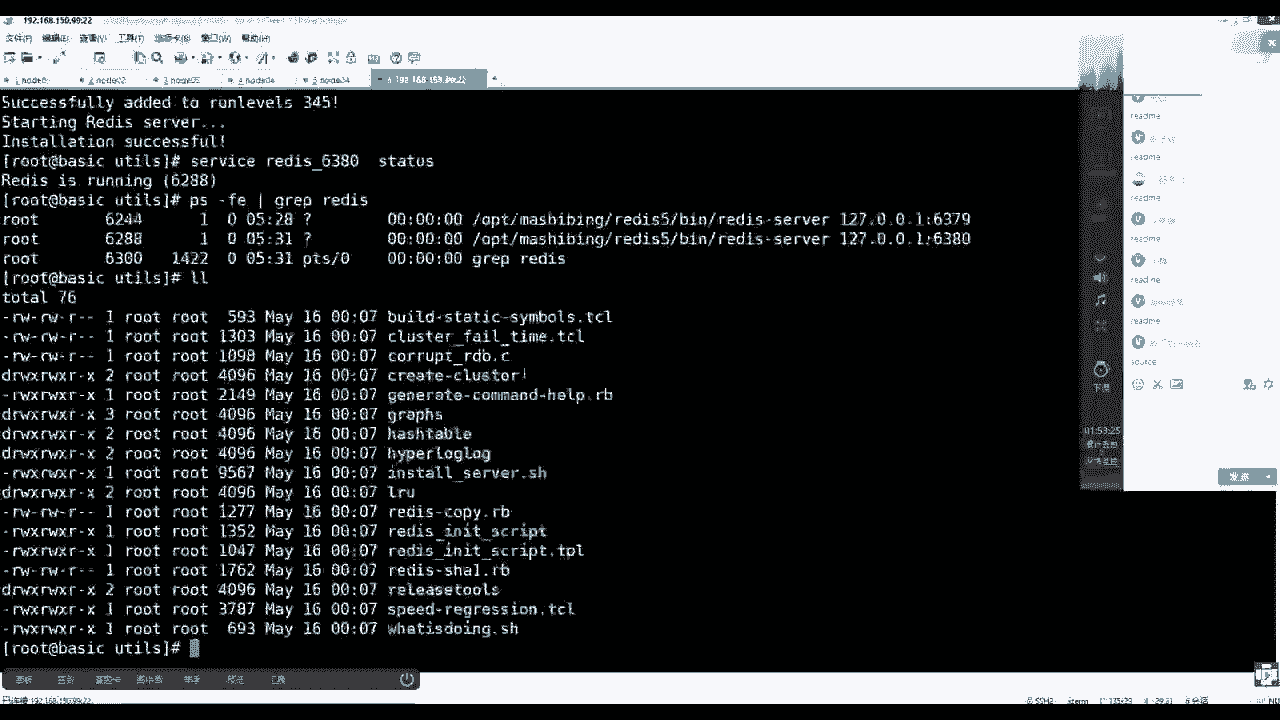 192.168.150.99:22
文件(F) 编辑(E) 查看(V) 工具(T) 选项卡(B) 窗口(W) 帮助(H)
Successfully added to runlevels 345!
Starting Redis server...
Installation successful!
[root@basic utils]# service redis_6380  status
Redis is running (6288)
[root@basic utils]# ps -fe | grep redis
root       6244      1  0 05:28 ?        00:00:00 /opt/mashibing/redis5/bin/redis-server 127.0.0.1:6379
root       6288      1  0 05:31 ?        00:00:00 /opt/mashibing/redis5/bin/redis-server 127.0.0.1:6380
root       6300   1422  0 05:31 pts/0    00:00:00 grep redis
[root@basic utils]# ll
total 76
-rw-rw-r-- 1 root root  593 May 16 00:07 build-static-symbols.tcl
-rw-rw-r-- 1 root root 1303 May 16 00:07 cluster_fail_time.tcl
-rw-rw-r-- 1 root root 1098 May 16 00:07 corrupt_rdb.c
drwxrwxr-x 2 root root 4096 May 16 00:07 create-cluster
-rwxrwxr-x 1 root root 2149 May 16 00:07 generate-command-help.rb
drwxrwxr-x 3 root root 4096 May 16 00:07 graphs
drwxrwxr-x 2 root root 4096 May 16 00:07 hashtable
drwxrwxr-x 2 root root 4096 May 16 00:07 hyperloglog
-rwxrwxr-x 1 root root 9567 May 16 00:07 install_server.sh
drwxrwxr-x 2 root root 4096 May 16 00:07 lru
-rw-rw-r-- 1 root root 1277 May 16 00:07 redis-copy.rb
-rwxrwxr-x 1 root root 1352 May 16 00:07 redis_init_script
-rwxrwxr-x 1 root root 1047 May 16 00:07 redis_init_script.tpl
-rw-rw-r-- 1 root root 1762 May 16 00:07 redis-sha1.rb
drwxrwxr-x 2 root root 4096 May 16 00:07 releasetools
-rwxrwxr-x 1 root root 3787 May 16 00:07 speed-regression.tcl
-rwxrwxr-x 1 root root  693 May 16 00:07 whatisdoing.sh
[root@basic utils]#
readme
readme
readme
readme
readme
readme
source
下课
01:53:25
发送